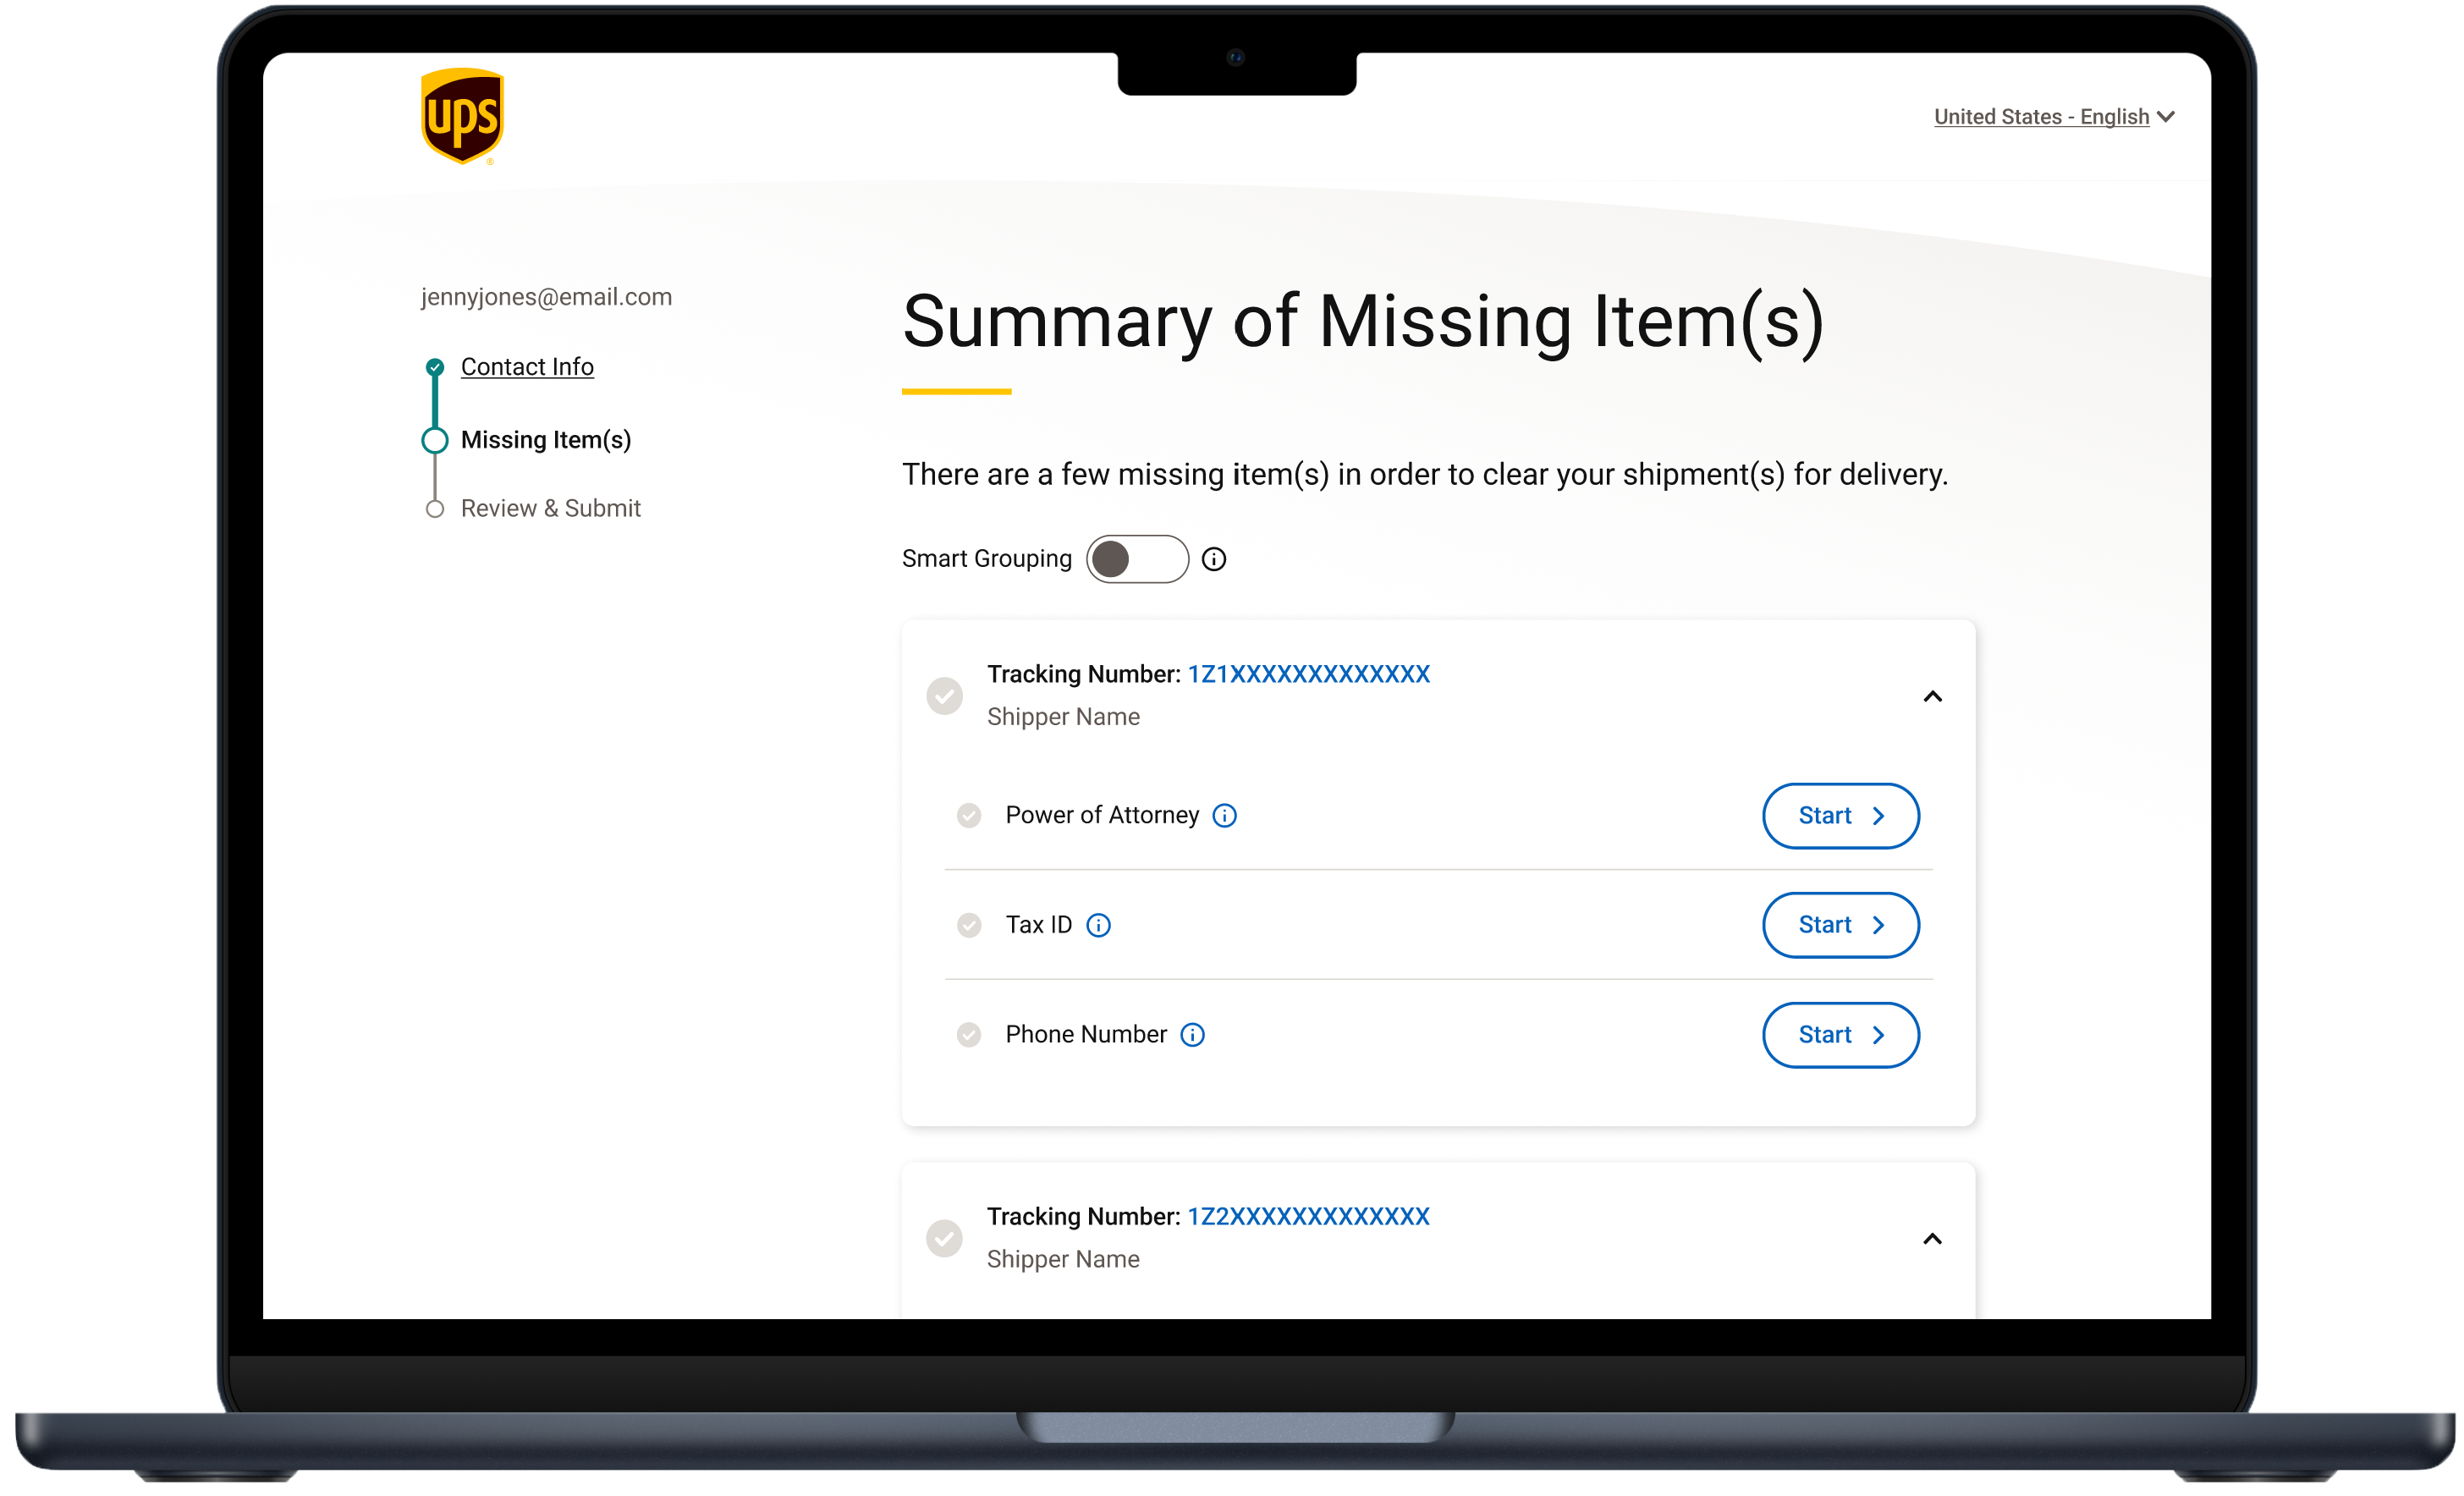 ups
United States - English
jennyjones@email.com
Contact Info
Missing Item(s)
Review & Submit
Summary of Missing Item(s)
There are a few missing item(s) in order to clear your shipment(s) for delivery.
Smart Grouping
Tracking Number: 1Z1XXXXXXXXXXXXX
Shipper Name
Power of Attorney
Start
Tax ID
Start
Phone Number
Start
Tracking Number: 1Z2XXXXXXXXXXXXX
Shipper Name